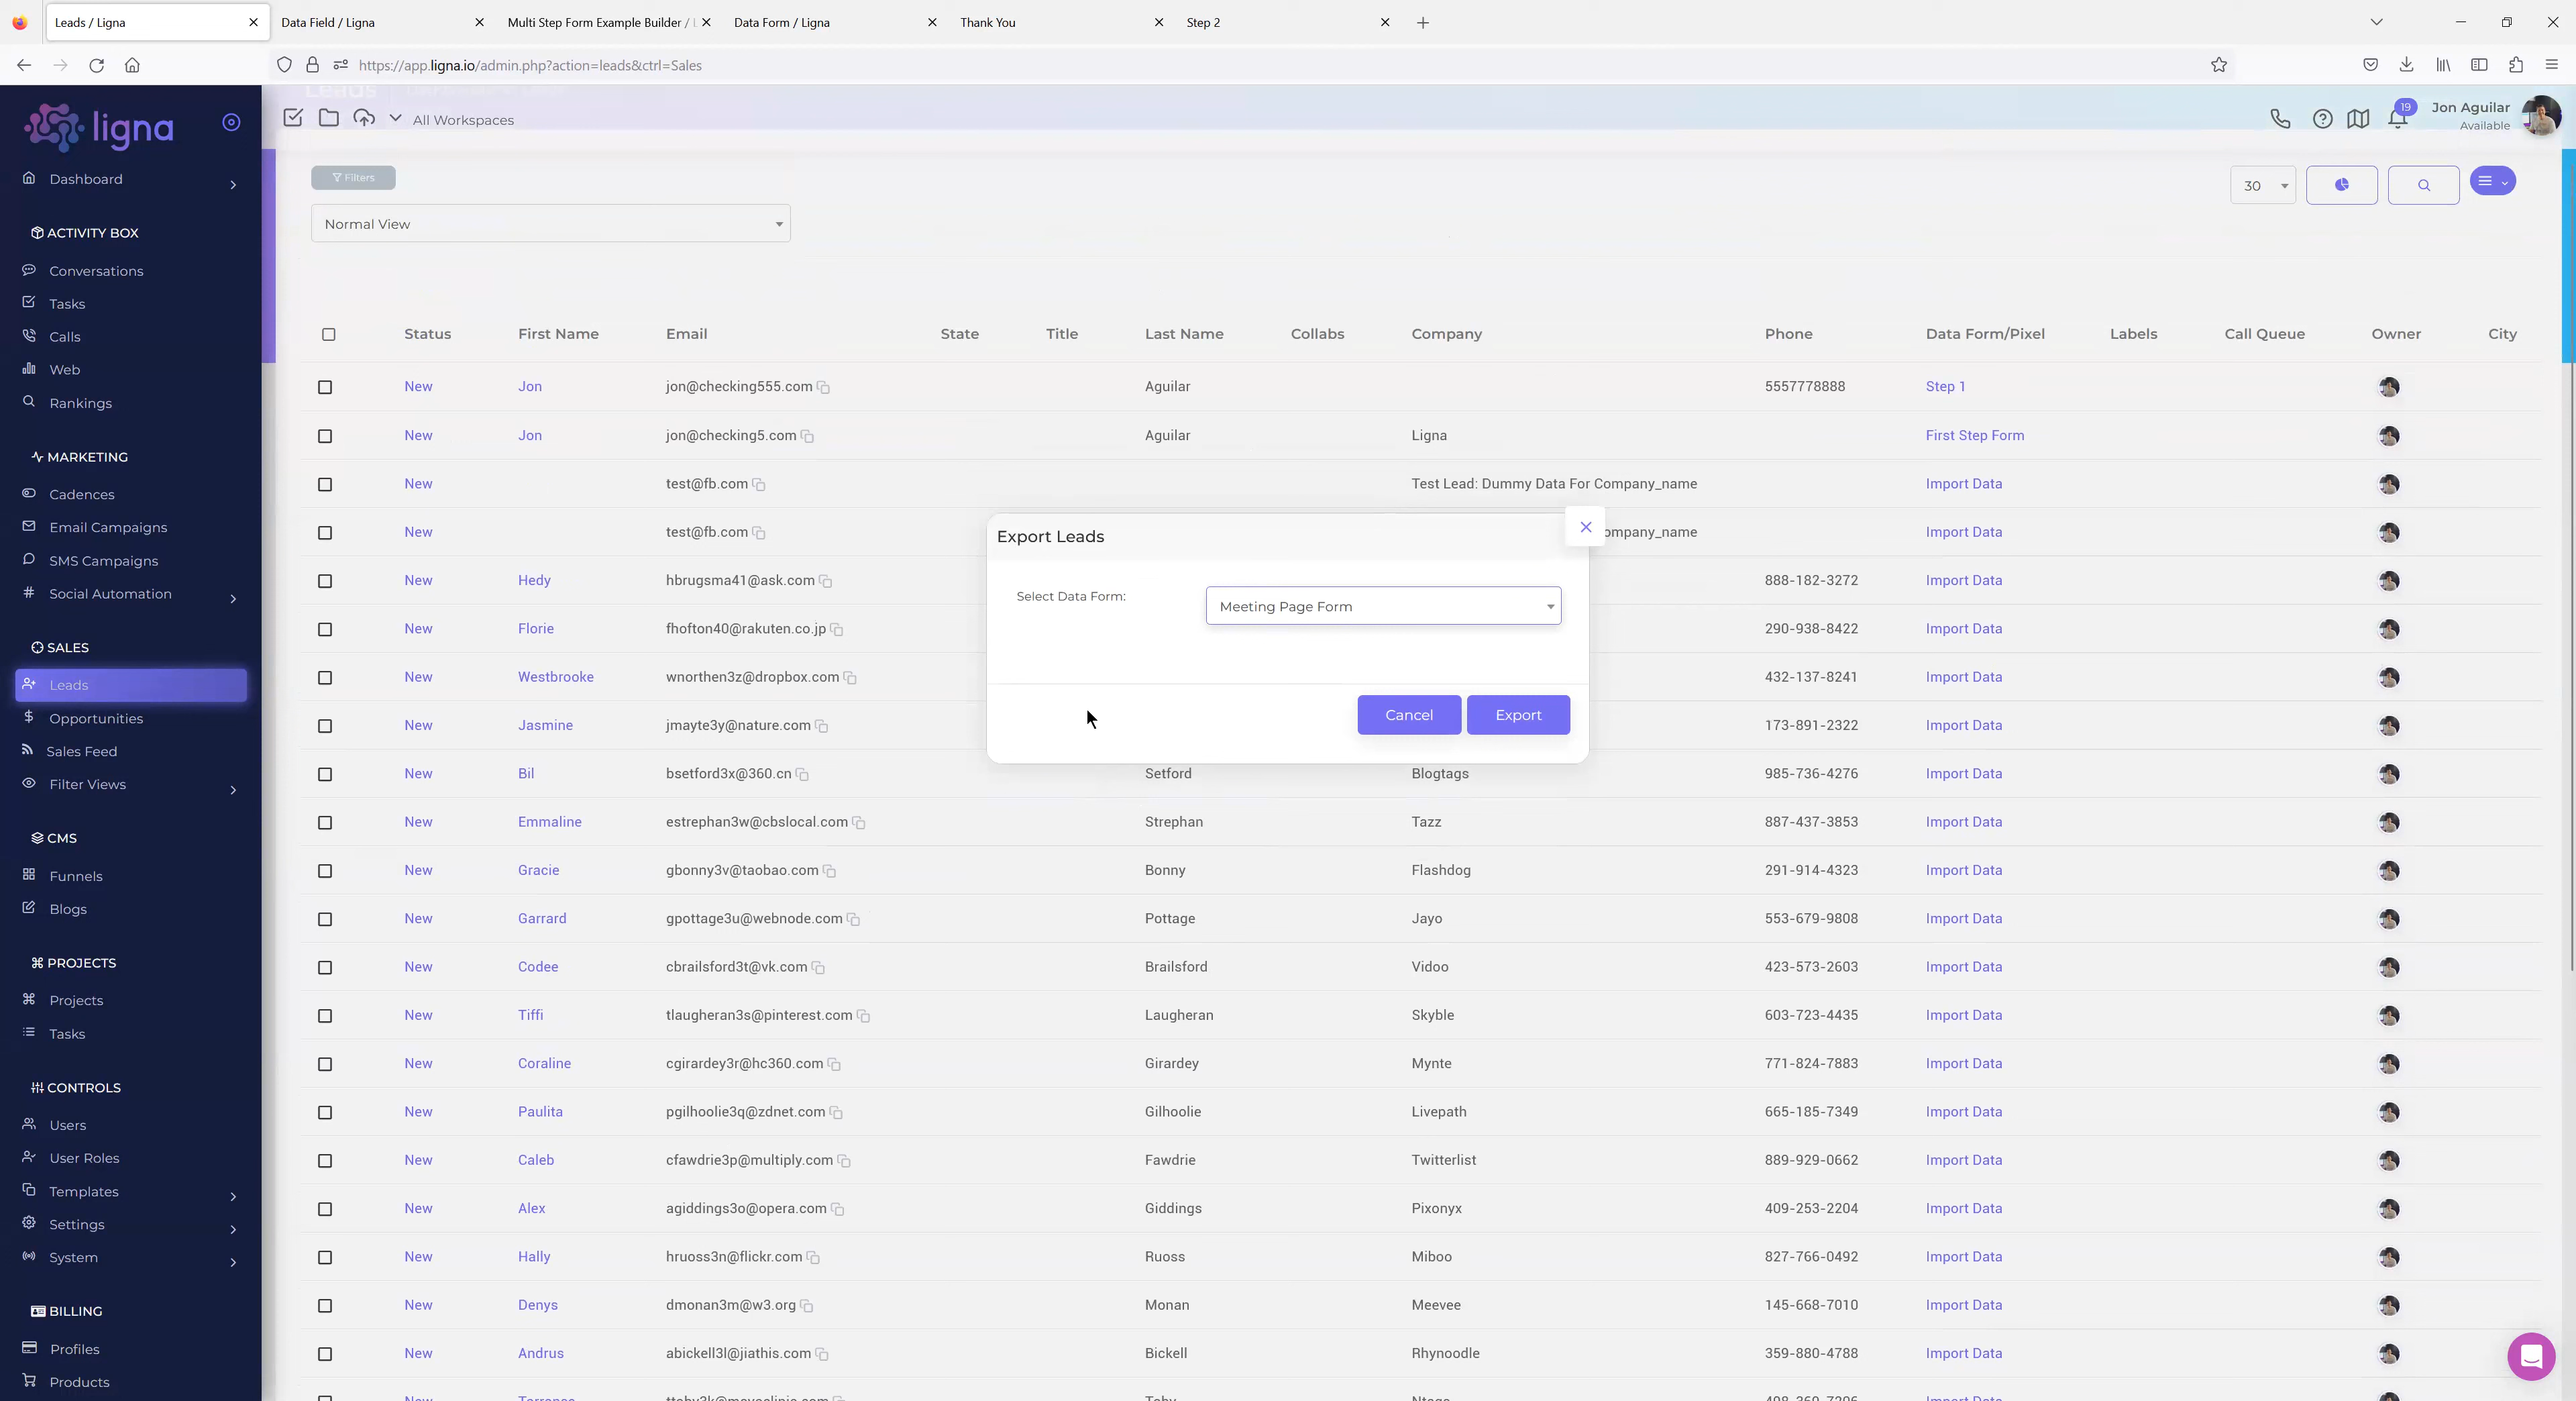 Leads / Ligna
Data Field / Ligna
Multi Step Form Example Builder /
Data Form / Ligna
Thank You
Step 2
https://app.ligna.io/admin.php?action=leads&ctrl=Sales
ligna
Leads
All Workspaces
19
Jon Aguilar
Available
Filters
Normal View
30
Dashboard
ACTIVITY BOX
Conversations
Tasks
Calls
Web
Rankings
MARKETING
Cadences
Email Campaigns
SMS Campaigns
Social Automation
SALES
Leads
Opportunities
Sales Feed
Filter Views
CMS
Funnels
Blogs
PROJECTS
Projects
Tasks
CONTROLS
Users
User Roles
Templates
Settings
System
BILLING
Profiles
Products
Status First Name Email State Title Last Name Collabs Company Phone Data Form/Pixel Labels Call Queue Owner City
New Jon jon@checking555.com Aguilar 5557778888 Step 1
New Jon jon@checking5.com Aguilar Ligna First Step Form
New test@fb.com Test Lead: Dummy Data For Company_name Import Data
New test@fb.com ompany_name Import Data
New Hedy hbrugsma41@ask.com 888-182-3272 Import Data
New Florie fhofton40@rakuten.co.jp 290-938-8422 Import Data
New Westbrooke wnorthen3z@dropbox.com 432-137-8241 Import Data
New Jasmine jmayte3y@nature.com 173-891-2322 Import Data
New Bil bsetford3x@360.cn Setford Blogtags 985-736-4276 Import Data
New Emmaline estrephan3w@cbslocal.com Strephan Tazz 887-437-3853 Import Data
New Gracie gbonny3v@taobao.com Bonny Flashdog 291-914-4323 Import Data
New Garrard gpottage3u@webnode.com Pottage Jayo 553-679-9808 Import Data
New Codee cbrailsford3t@vk.com Brailsford Vidoo 423-573-2603 Import Data
New Tiffi tlaugheran3s@pinterest.com Laugheran Skyble 603-723-4435 Import Data
New Coraline cgirardey3r@hc360.com Girardey Mynte 771-824-7883 Import Data
New Paulita pgilhoolie3q@zdnet.com Gilhoolie Livepath 665-185-7349 Import Data
New Caleb cfawdrie3p@multiply.com Fawdrie Twitterlist 889-929-0662 Import Data
New Alex agiddings3o@opera.com Giddings Pixonyx 409-253-2204 Import Data
New Hally hruoss3n@flickr.com Ruoss Miboo 827-766-0492 Import Data
New Denys dmonan3m@w3.org Monan Meevee 145-668-7010 Import Data
New Andrus abickell3l@jiathis.com Bickell Rhynoodle 359-880-4788 Import Data
Export Leads
Select Data Form:
Meeting Page Form
Cancel
Export